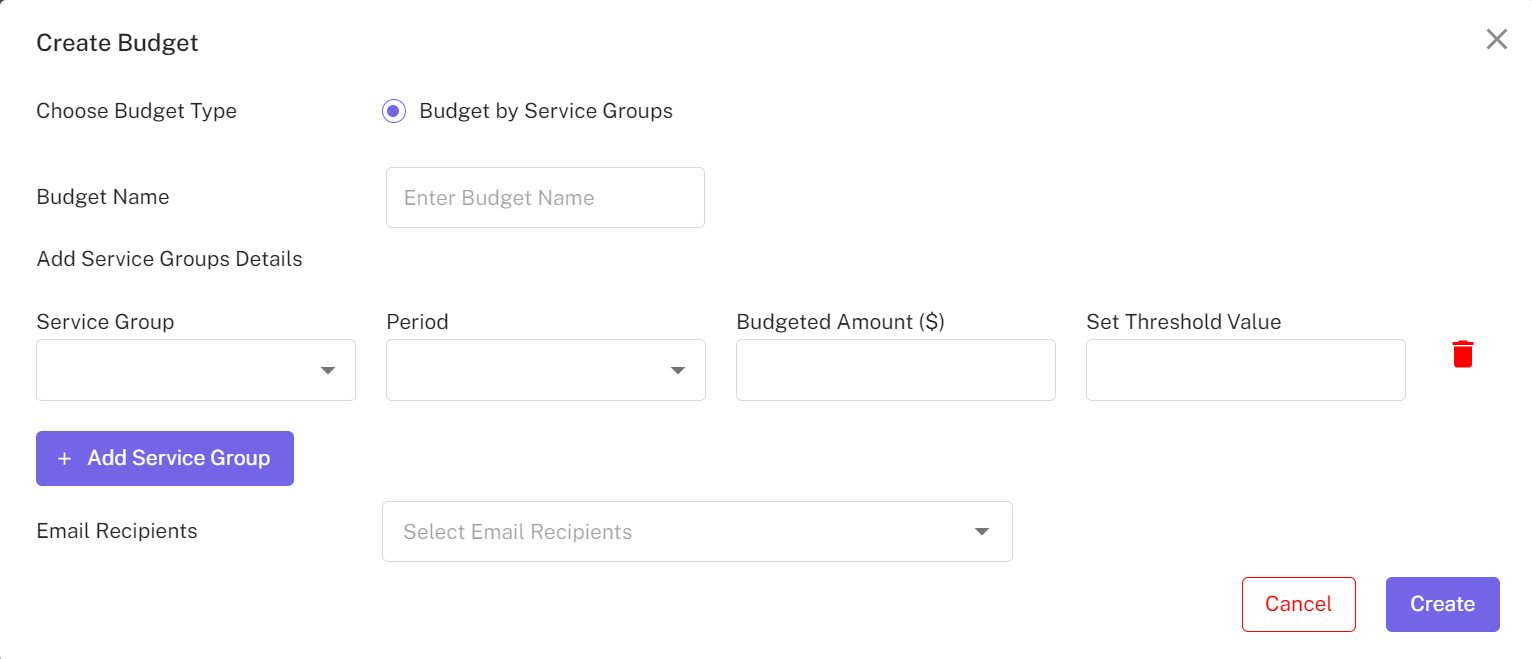 Create Budget
Choose Budget Type
Budget by Service Groups
Budget Name
Enter Budget Name
Add Service Groups Details
Service Group
Period
Budgeted Amount ($)
Set Threshold Value
+ Add Service Group
Email Recipients
Select Email Recipients
Cancel
Create